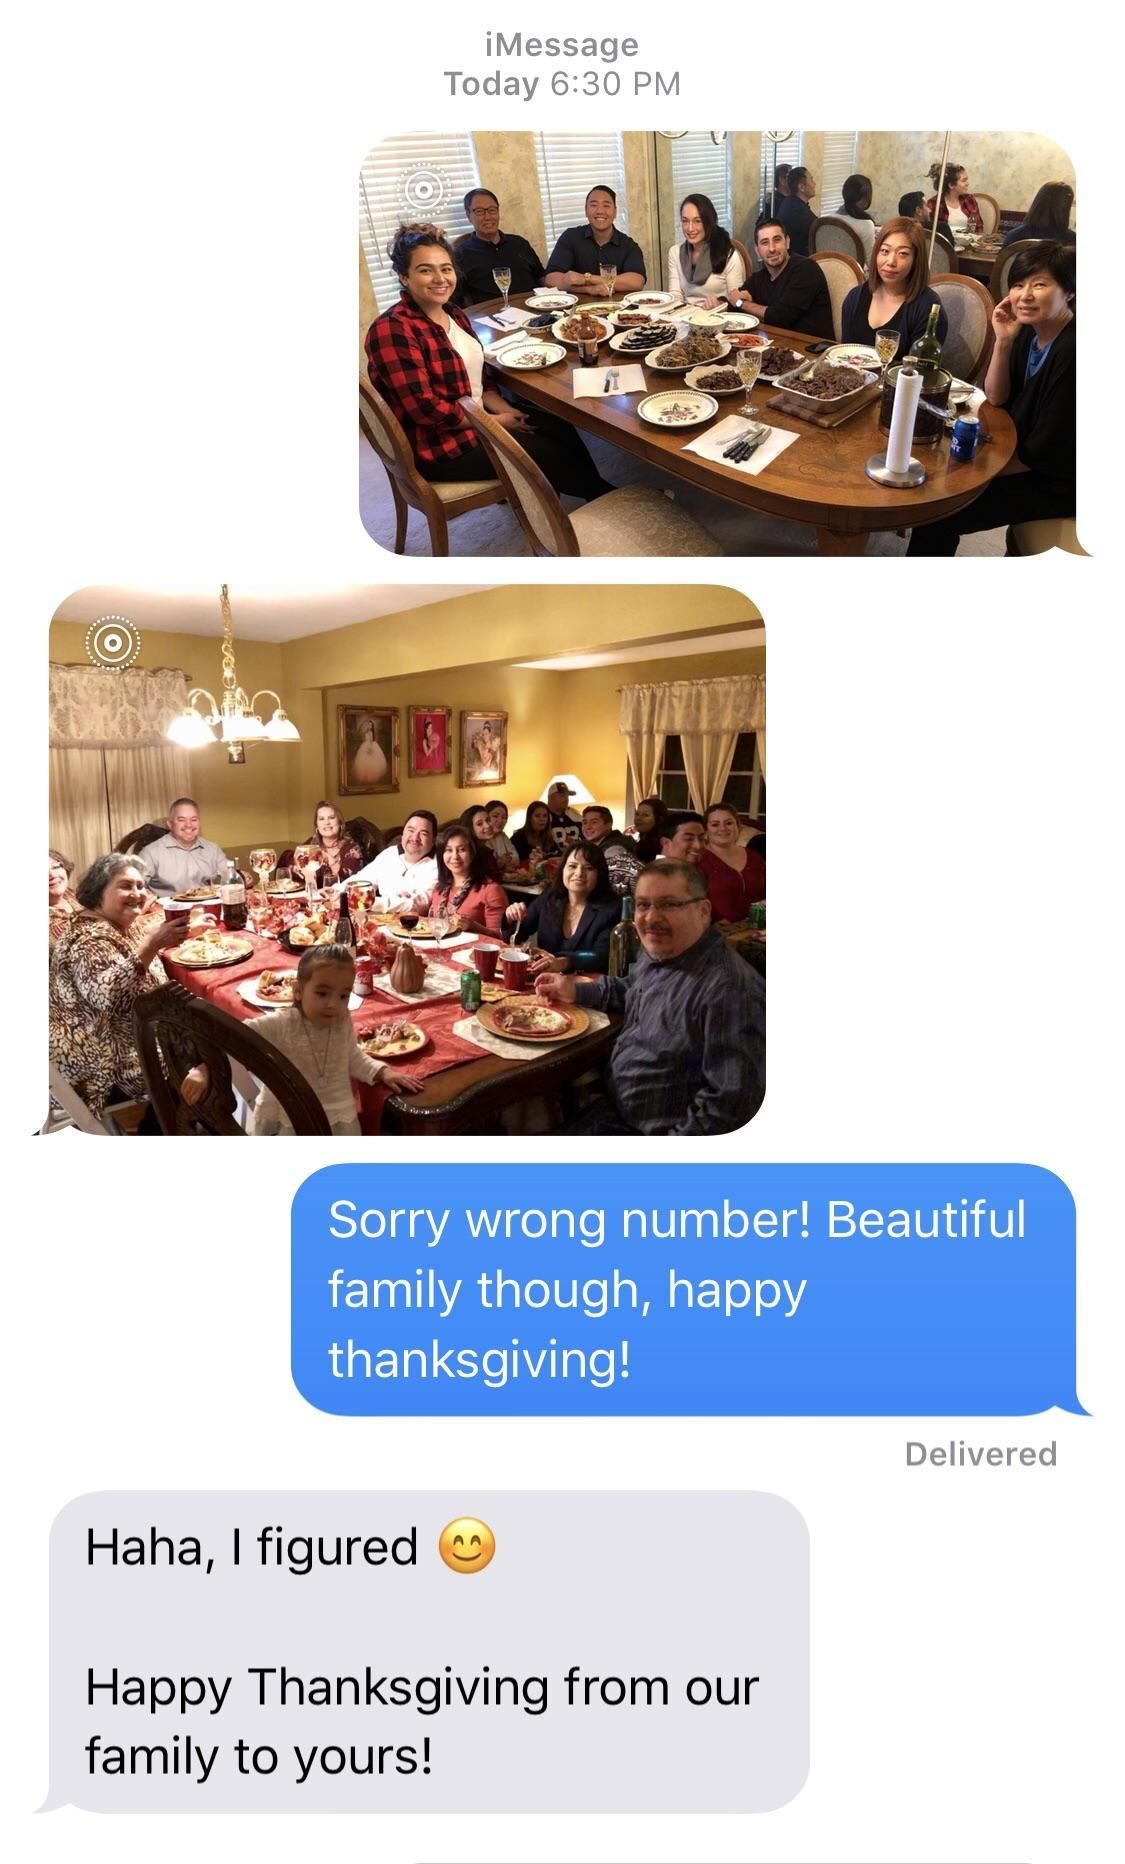 iMessage
Today 6:30 PM
Sorry wrong number! Beautiful
family though, happy
thanksgiving!
Delivered
Haha, I figured 😊
Happy Thanksgiving from our
family to yours!